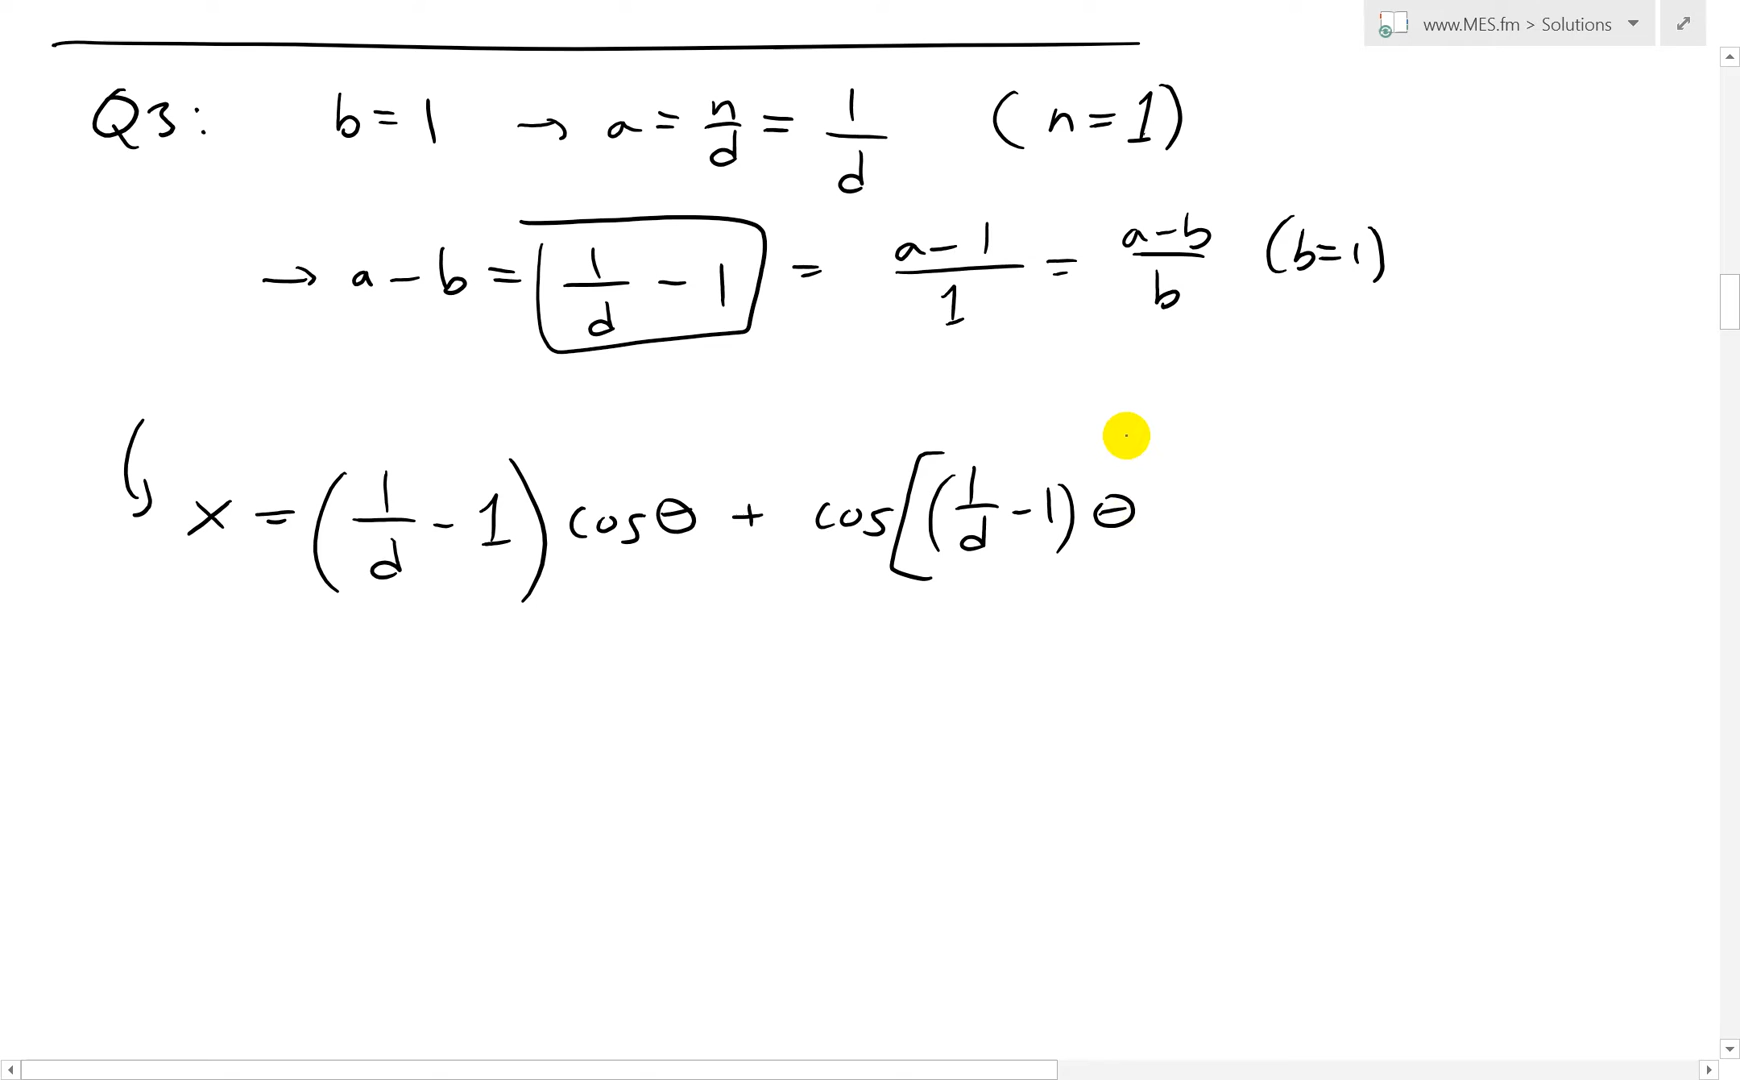 www.MES.fm > Solutions
Q3: b = 1 → a = n/d = 1/d (n = 1)
→ a - b = 1/d - 1 = a - 1/1 = a - b/b (b = 1)
x = (1/d - 1) cos θ + cos[(1/d - 1) θ